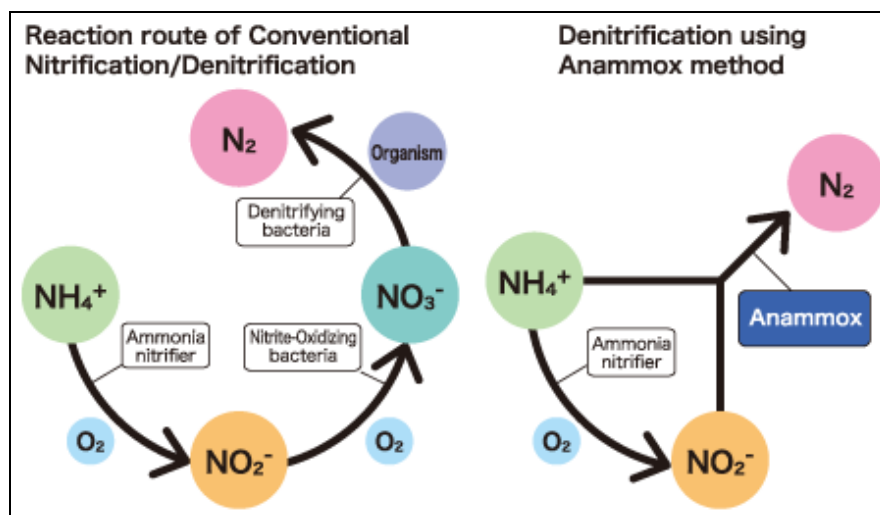 Reaction route of Conventional
Nitrification/Denitrification
N₂
Organism
Denitrifying
bacteria
NH₄⁺
NO₃⁻
Ammonia
nitrifier
Nitrite-Oxidizing
bacteria
O₂
O₂
NO₂⁻
Denitrification using
Anammox method
N₂
NH₄⁺
Anammox
Ammonia
nitrifier
O₂
NO₂⁻